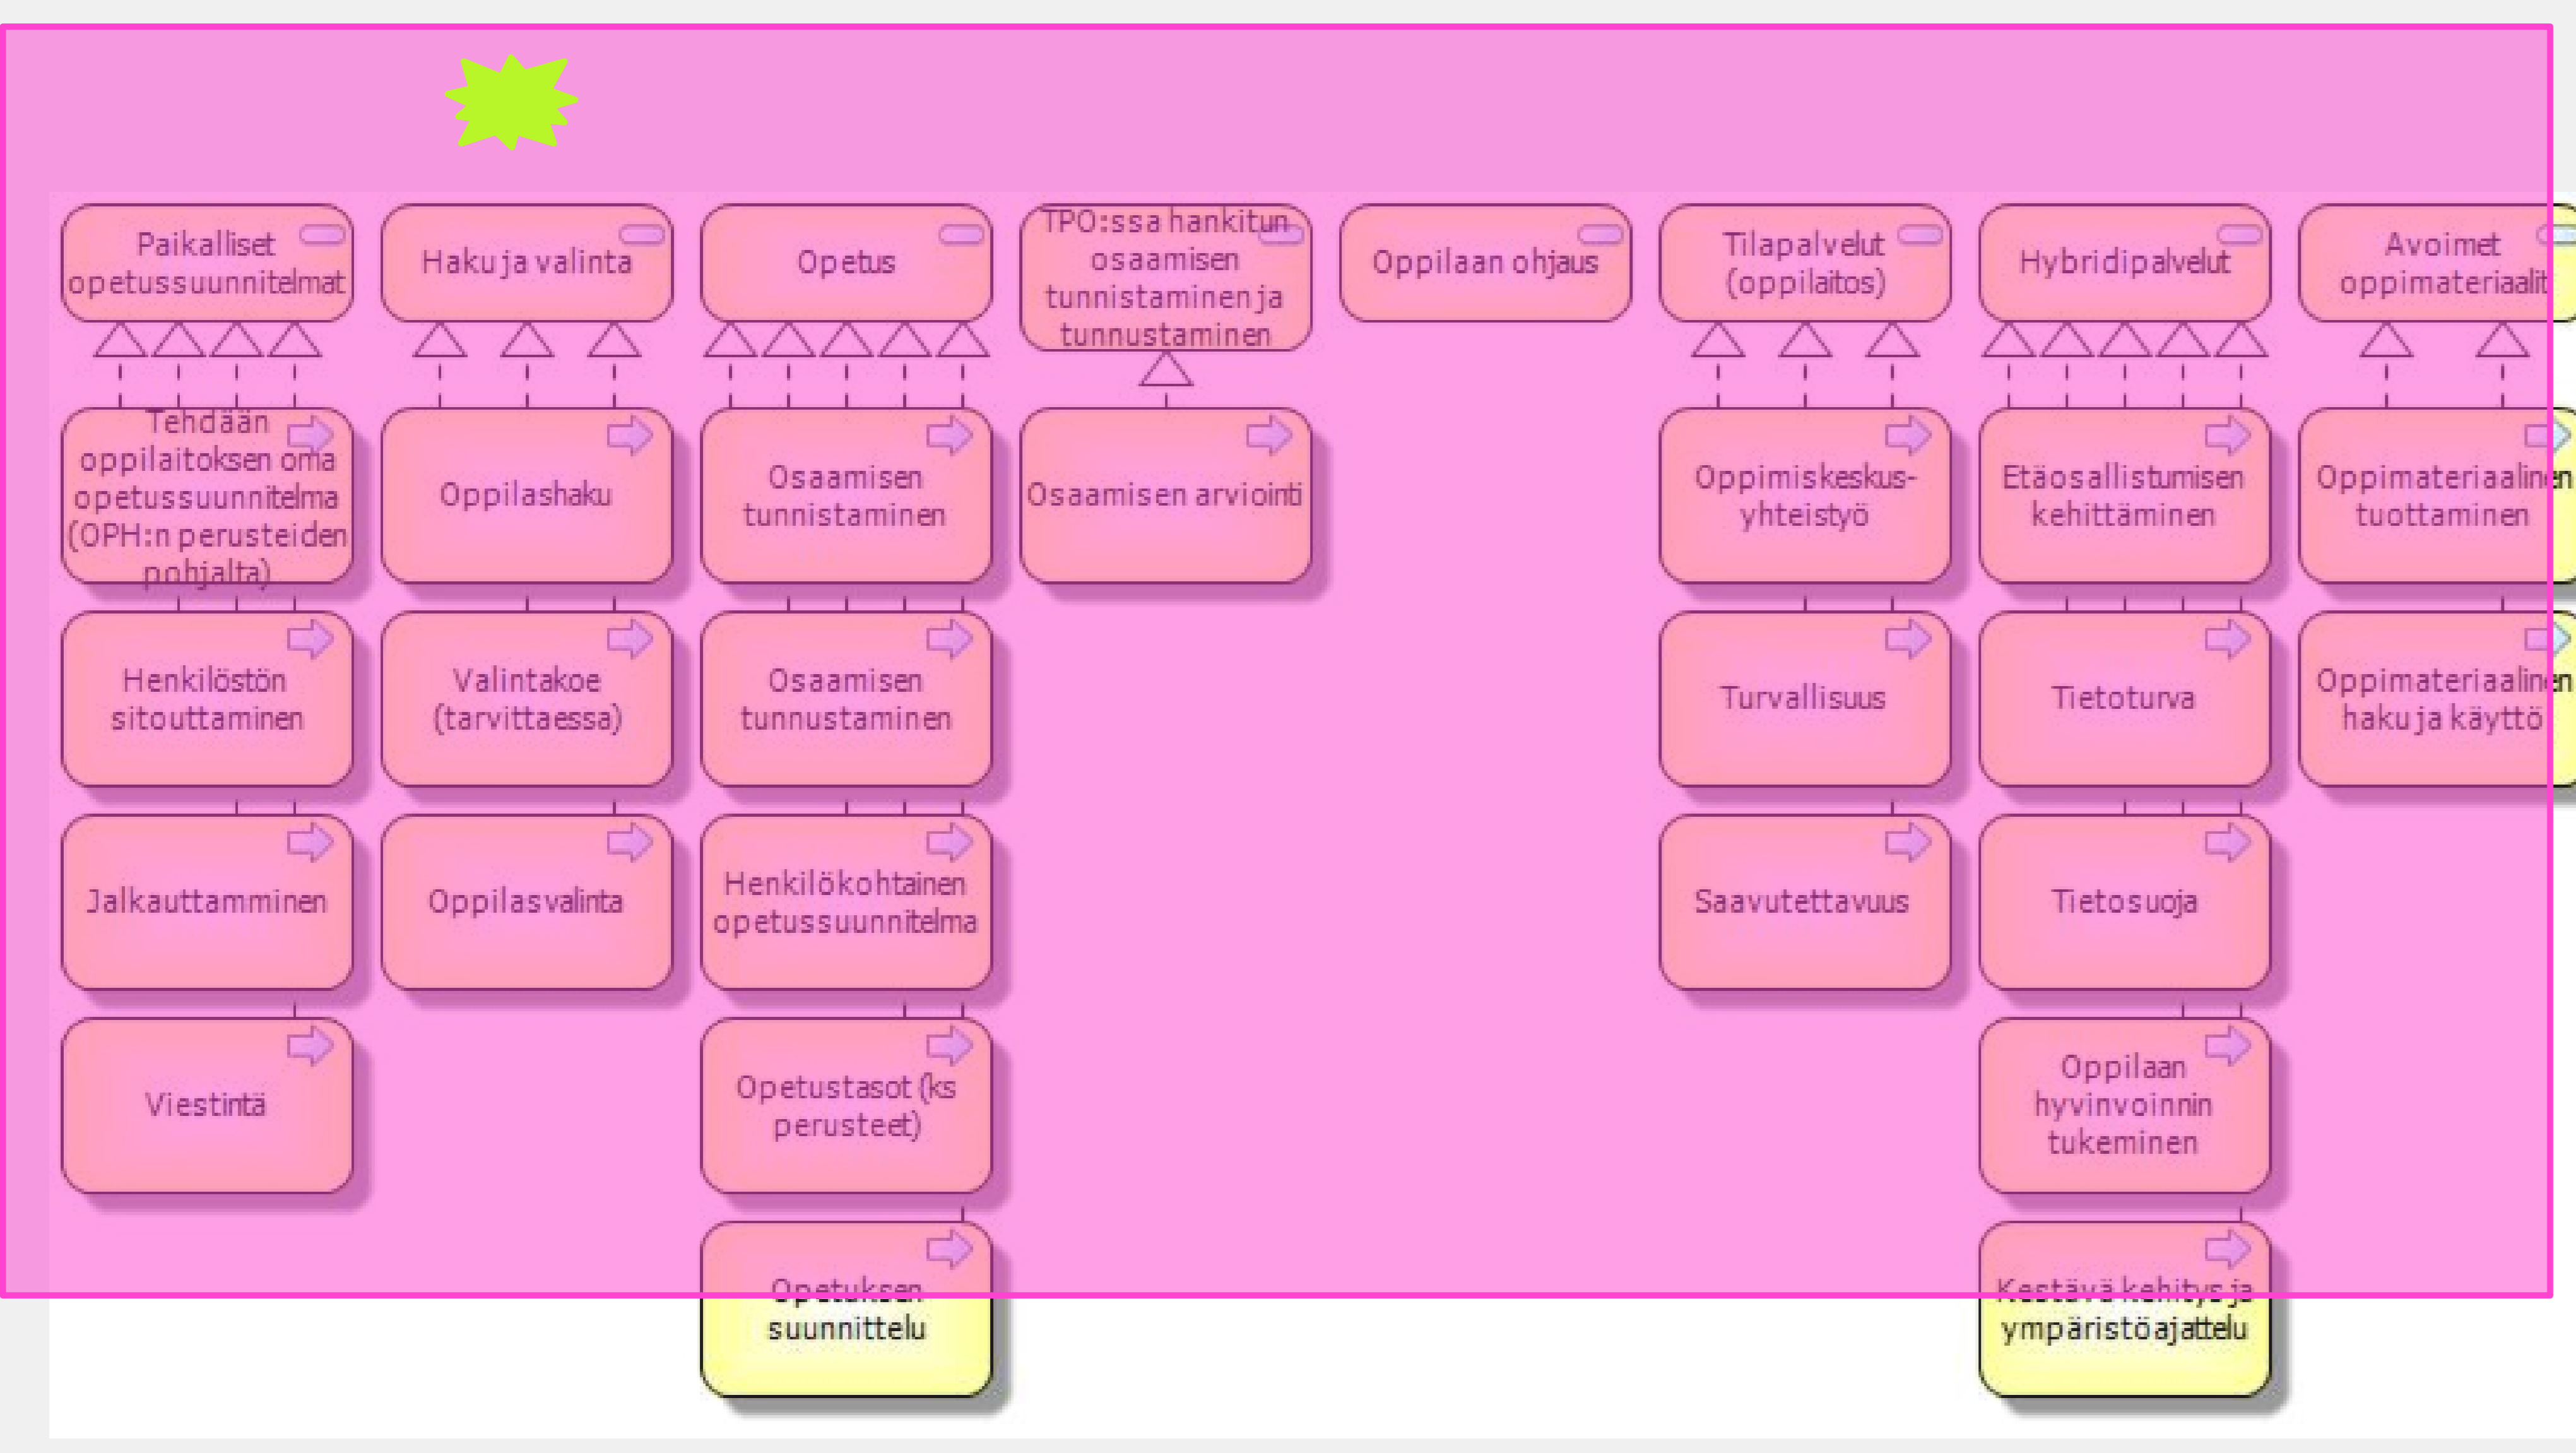 Paikalliset
opetussuunnitelmat
Haku ja valinta
Opetus
TPO:ssa hankitun
osaamisen
tunnistaminen ja
tunnustaminen
Oppilaan ohjaus
Tilapalvelut
(oppilaitos)
Hybridipalvelut
Avoimet
oppimateriaalit
Tehdään
oppilaitoksen oma
opetussuunnitelma
(OPH:n perusteiden
pohjalta)
Oppilashaku
Osaamisen
tunnistaminen
Osaamisen arviointi
Oppimiskeskus-
yhteistyö
Etäosallistumisen
kehittäminen
Oppimateriaalinen
tuottaminen
Henkilöstön
sitouttaminen
Valintakoe
(tarvittaessa)
Osaamisen
tunnustaminen
Turvallisuus
Tietoturva
Oppimateriaalinen
haku ja käyttö
Jalkauttamminen
Oppilasvalinta
Henkilökohtainen
opetussuunnitelma
Saavutettavuus
Tietosuoja
Viestintä
Opetustasot (ks
perusteet)
Oppilaan
hyvinvoinnin
tukeminen
Opetuksen
suunnittelu
Kestävä kehitys ja
ympäristöajattelu